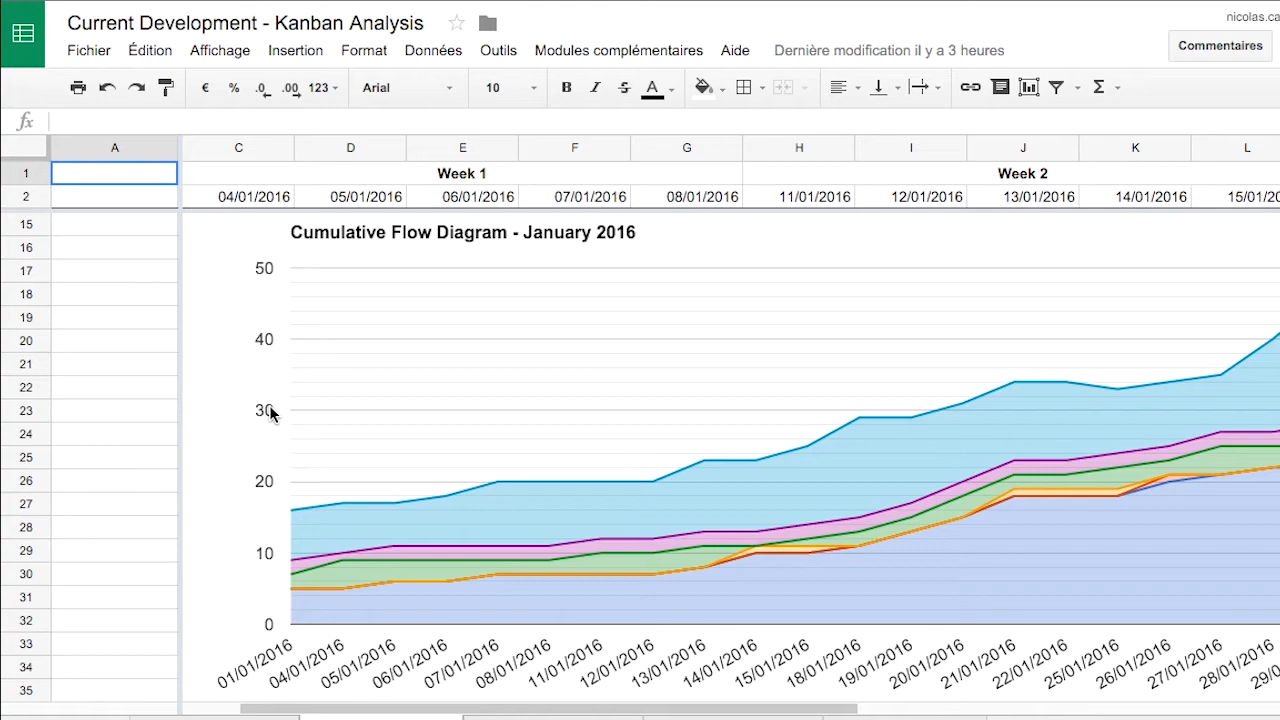 Current Development - Kanban Analysis
nicolas.ca
Fichier Édition Affichage Insertion Format Données Outils Modules complémentaires Aide Dernière modification il y a 3 heures
Commentaires
€ % .0 .00 123 Arial 10 B I S A Σ
fx
A C D E F G H I J K L
1 Week 1 Week 2
2 04/01/2016 05/01/2016 06/01/2016 07/01/2016 08/01/2016 11/01/2016 12/01/2016 13/01/2016 14/01/2016 15/01/20
15
16
17
18
19
20
21
22
23
24
25
26
27
28
29
30
31
32
33
34
35
Cumulative Flow Diagram - January 2016
50
40
30
20
10
0
01/01/2016 04/01/2016 05/01/2016 06/01/2016 07/01/2016 08/01/2016 11/01/2016 12/01/2016 13/01/2016 14/01/2016 15/01/2016 18/01/2016 19/01/2016 20/01/2016 21/01/2016 22/01/2016 25/01/2016 26/01/2016 27/01/2016 28/01/2016 29/01